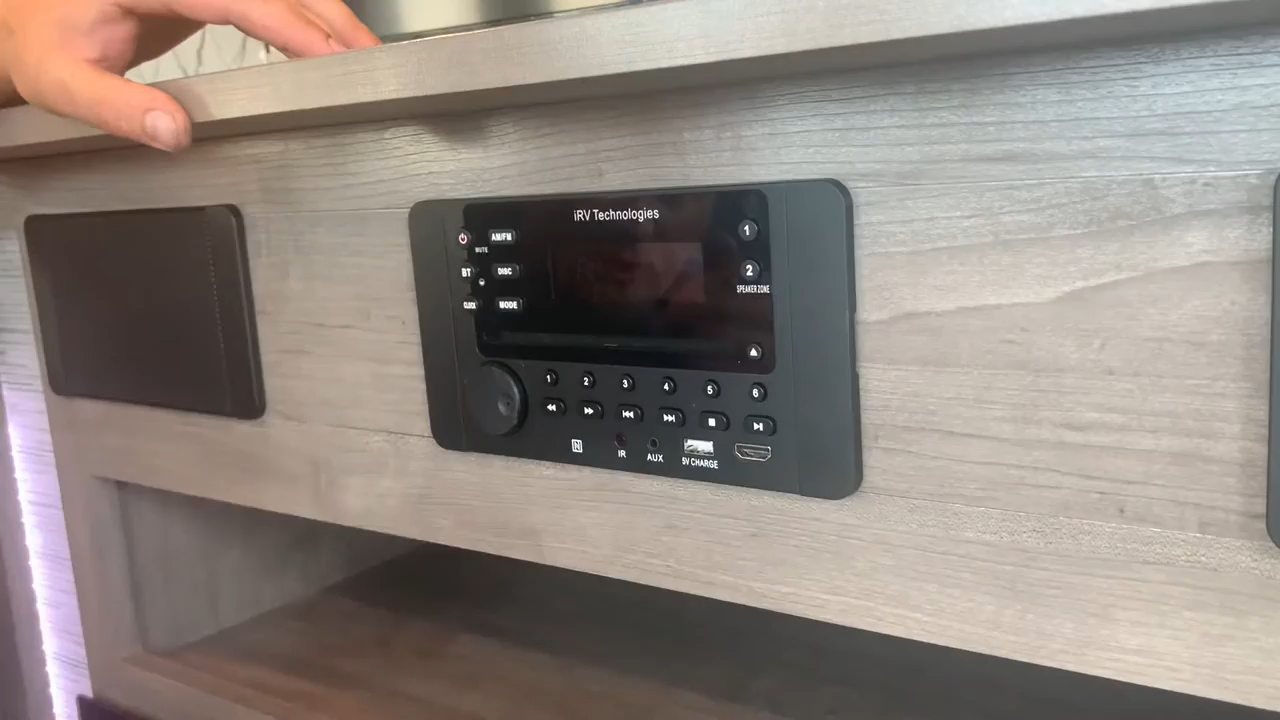 iRV Technologies
AM/FM
MUTE
BT
DISC
CLOCK
MODE
1
2
SPEAKER ZONE
1 2 3 4 5 6
IR
AUX
5V CHARGE